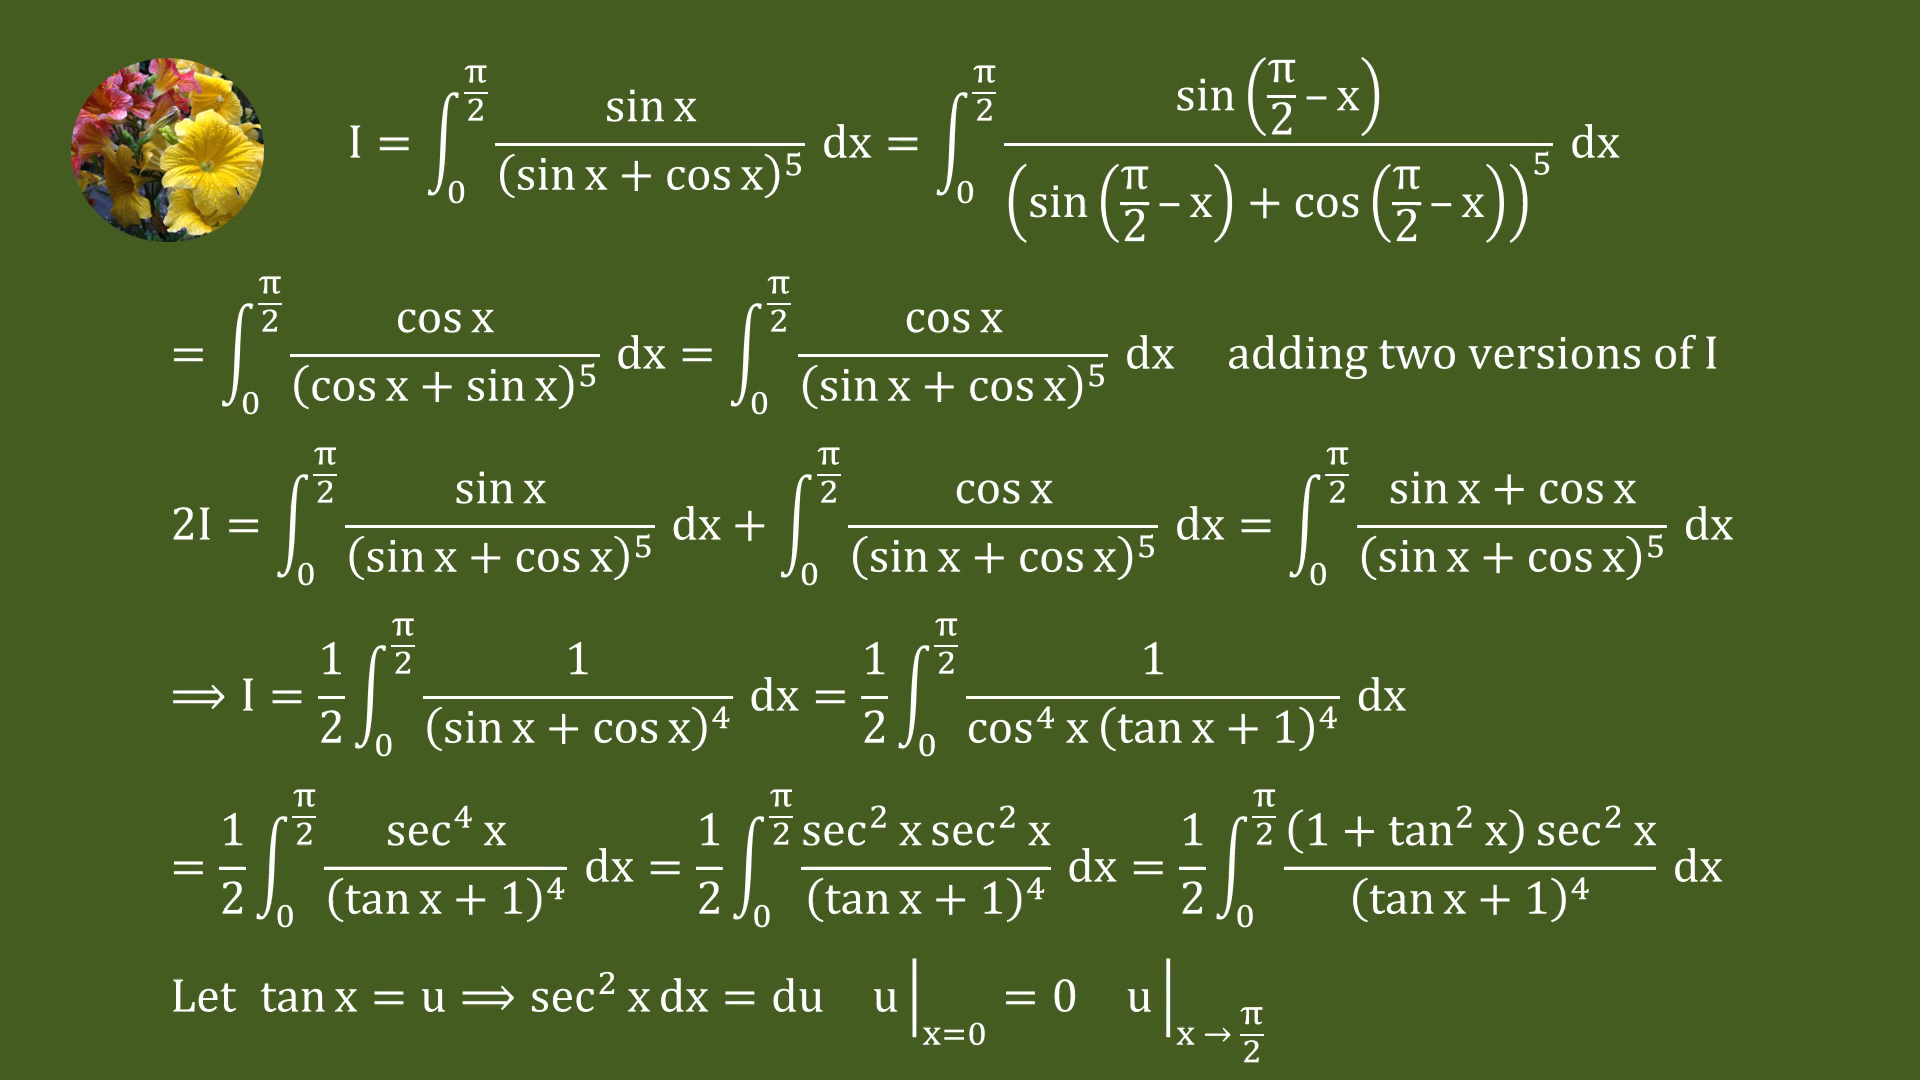 I = ∫₀^(π/2) sin x / (sin x + cos x)⁵ dx = ∫₀^(π/2) sin(π/2 – x) / (sin(π/2 – x) + cos(π/2 – x))⁵ dx
= ∫₀^(π/2) cos x / (cos x + sin x)⁵ dx = ∫₀^(π/2) cos x / (sin x + cos x)⁵ dx adding two versions of I
2I = ∫₀^(π/2) sin x / (sin x + cos x)⁵ dx + ∫₀^(π/2) cos x / (sin x + cos x)⁵ dx = ∫₀^(π/2) (sin x + cos x) / (sin x + cos x)⁵ dx
⟹ I = 1/2 ∫₀^(π/2) 1 / (sin x + cos x)⁴ dx = 1/2 ∫₀^(π/2) 1 / (cos⁴ x (tan x + 1)⁴) dx
= 1/2 ∫₀^(π/2) sec⁴ x / (tan x + 1)⁴ dx = 1/2 ∫₀^(π/2) sec² x sec² x / (tan x + 1)⁴ dx = 1/2 ∫₀^(π/2) (1 + tan² x) sec² x / (tan x + 1)⁴ dx
Let tan x = u ⟹ sec² x dx = du u|ₓ₌₀ = 0 u|_(x → π/2)